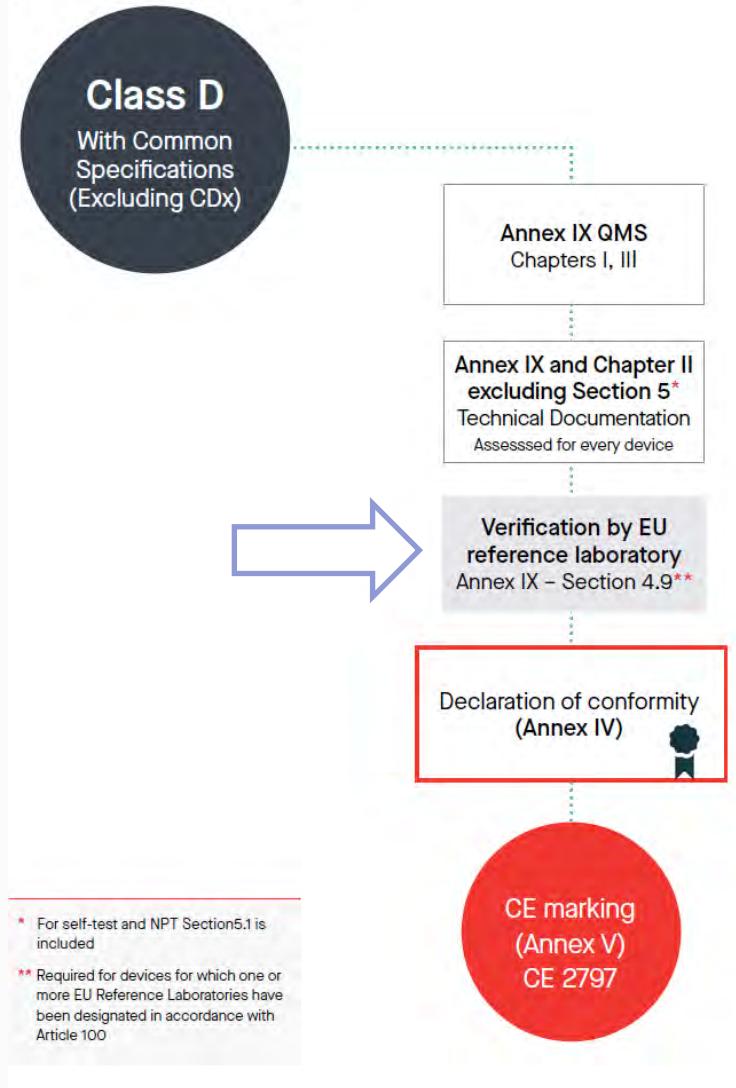 Class D
With Common
Specifications
(Excluding CDx)
Annex IX QMS
Chapters I, III
Annex IX and Chapter II
excluding Section 5*
Technical Documentation
Assesssed for every device
Verification by EU
reference laboratory
Annex IX – Section 4.9**
Declaration of conformity
(Annex IV)
CE marking
(Annex V)
CE 2797
* For self-test and NPT Section5.1 is
included
** Required for devices for which one or
more EU Reference Laboratories have
been designated in accordance with
Article 100